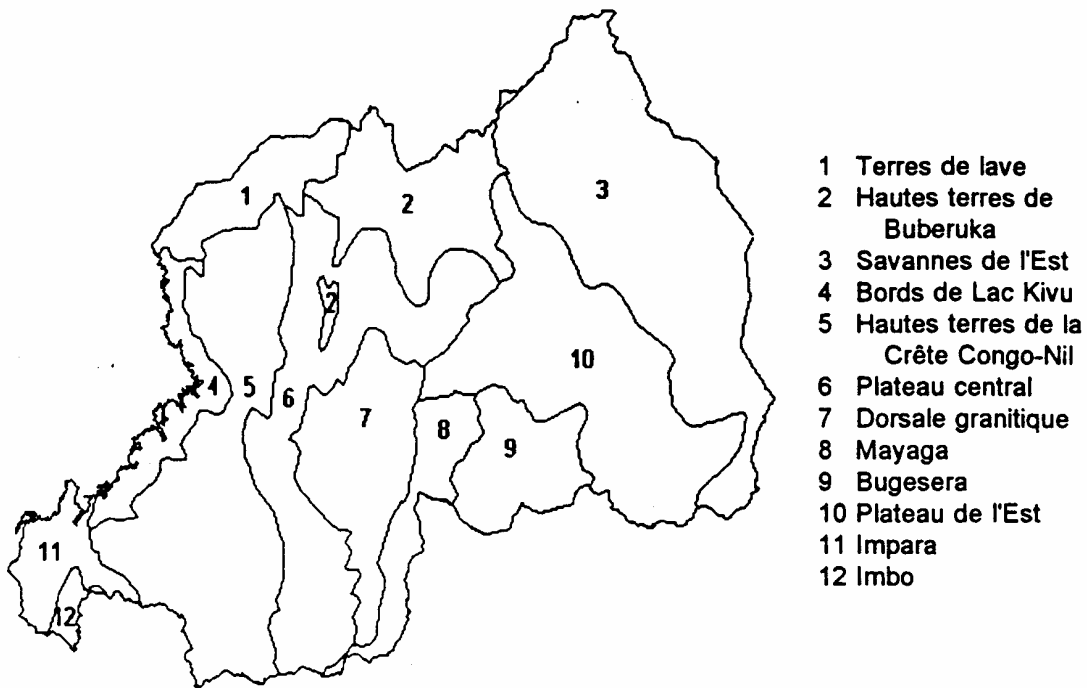 1
2
3
2
4
5
6
7
8
9
10
11
12
1 Terres de lave
2 Hautes terres de
Buberuka
3 Savannes de l'Est
4 Bords de Lac Kivu
5 Hautes terres de la
Crête Congo-Nil
6 Plateau central
7 Dorsale granitique
8 Mayaga
9 Bugesera
10 Plateau de l'Est
11 Impara
12 Imbo